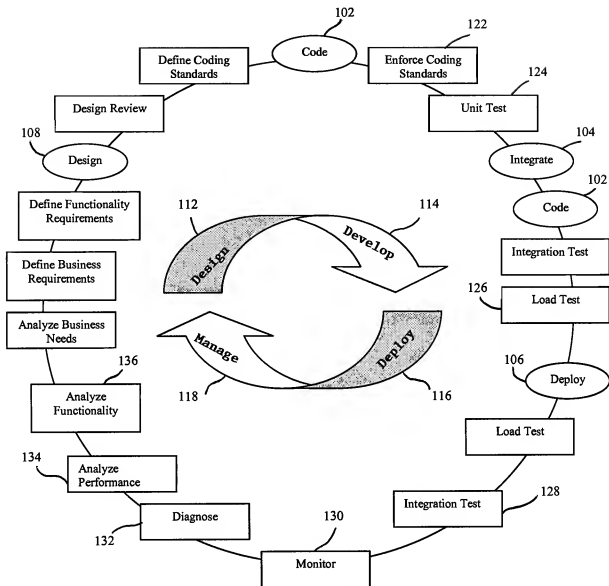 102
Code
122
Define Coding
Standards
Enforce Coding
Standards
124
Design Review
Unit Test
108
104
Design
Integrate
102
Code
112
114
Define Functionality
Requirements
Design
Develop
Integration Test
Define Business
Requirements
126
Load Test
Analyze Business
Needs
Manage
Deploy
136
106
118
116
Deploy
Analyze
Functionality
Load Test
134
Analyze
Performance
Integration Test
128
Diagnose
132
130
Monitor